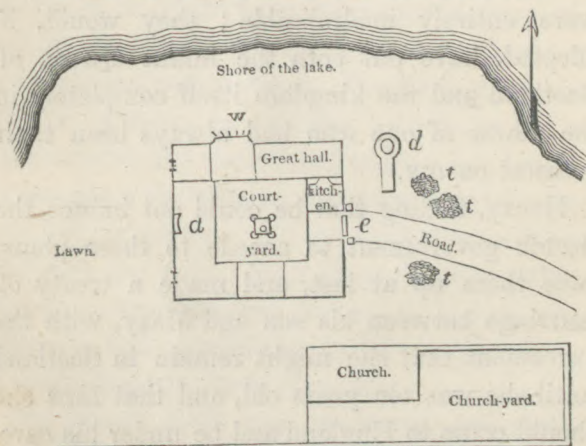 Shore of the lake.
W
Great hall.
d
Court-
kitch-
en.
t
t
d
e
Road.
Lawn.
yard.
t
Church.
Church-yard.